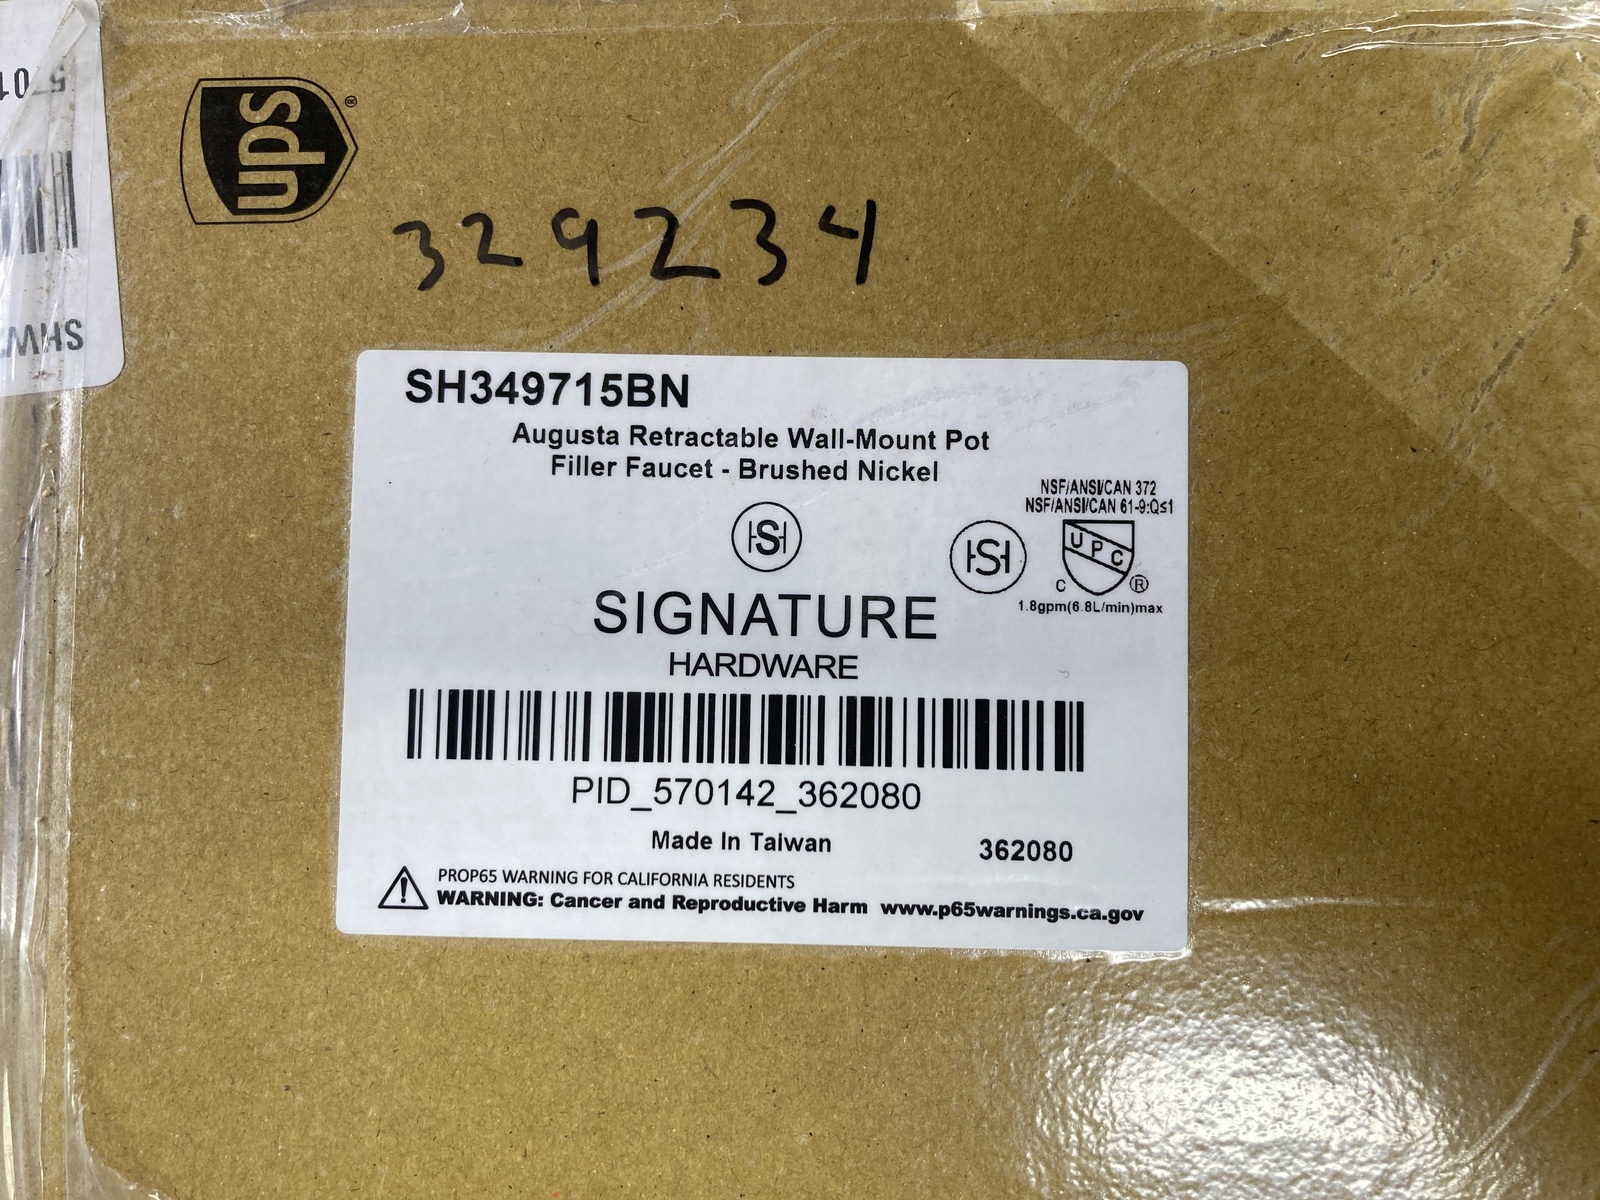 ups ®
329234
SH349715BN
Augusta Retractable Wall-Mount Pot
Filler Faucet - Brushed Nickel
NSF/ANSI/CAN 372
NSF/ANSI/CAN 61-9:Q≤1
HSH
HSH
UPC
C ®
1.8gpm(6.8L/min)max
SIGNATURE
HARDWARE
PID_570142_362080
Made In Taiwan
362080
PROP65 WARNING FOR CALIFORNIA RESIDENTS
WARNING: Cancer and Reproductive Harm www.p65warnings.ca.gov